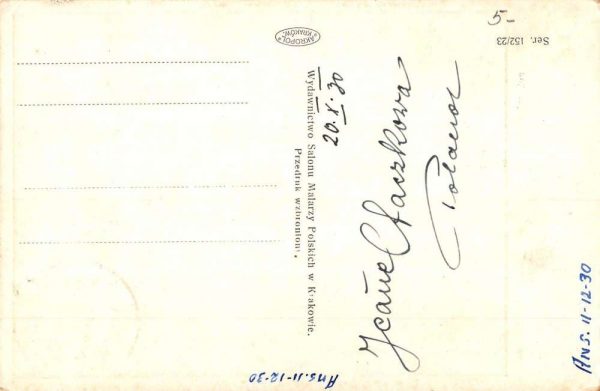 5-
Ser. 152/23
"AKROPOL"
KRAKÓW
Wydawnictwo Salonu Malarzy Polskich w Krakowie.
Przedruk wzbroniony.
20.X.30
Ans. 11-12-30
Ans. 11-12-30